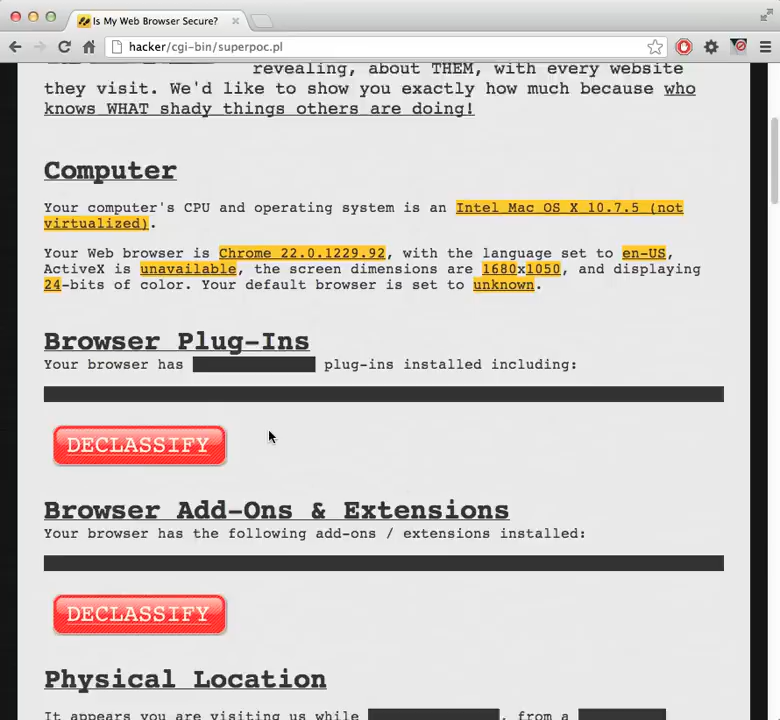 Is My Web Browser Secure?
hacker/cgi-bin/superpoc.pl
revealing, about THEM, with every website
they visit. We'd like to show you exactly how much because who
knows WHAT shady things others are doing!
Computer
Your computer's CPU and operating system is an Intel Mac OS X 10.7.5 (not
virtualized).
Your Web browser is Chrome 22.0.1229.92, with the language set to en-US,
ActiveX is unavailable, the screen dimensions are 1680x1050, and displaying
24-bits of color. Your default browser is set to unknown.
Browser Plug-Ins
Your browser has plug-ins installed including:
DECLASSIFY
Browser Add-Ons & Extensions
Your browser has the following add-ons / extensions installed:
DECLASSIFY
Physical Location
It appears you are visiting us while , from a